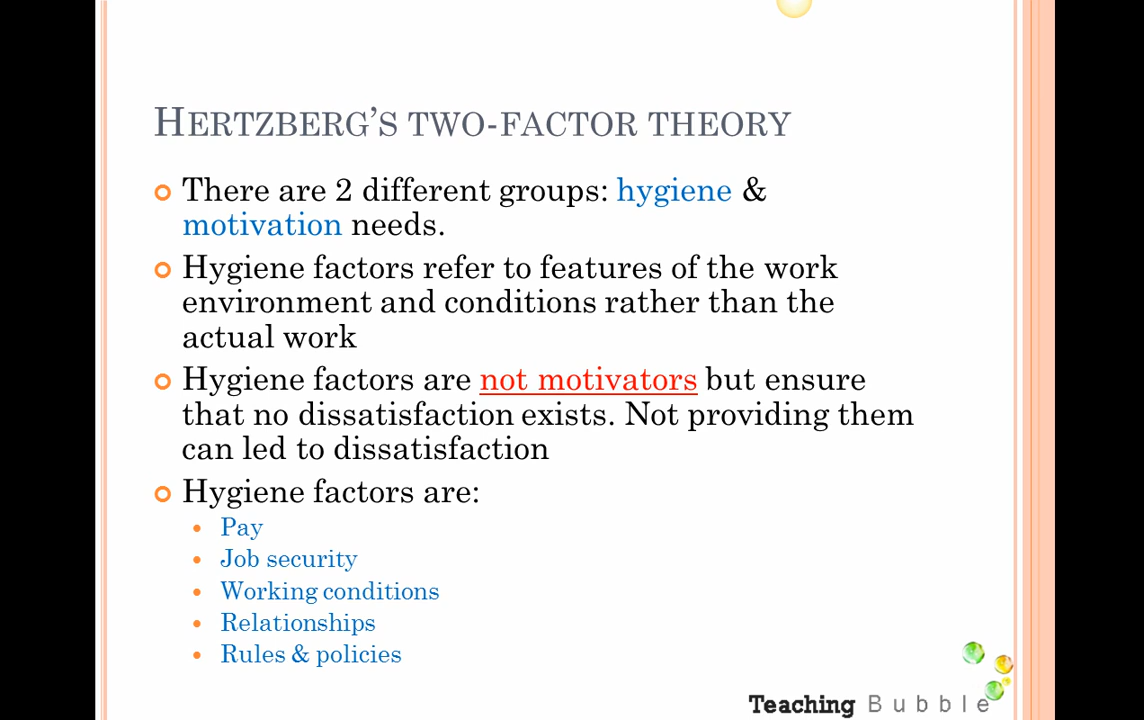 HERTZBERG'S TWO-FACTOR THEORY
There are 2 different groups: hygiene &
motivation needs.
Hygiene factors refer to features of the work
environment and conditions rather than the
actual work
Hygiene factors are not motivators but ensure
that no dissatisfaction exists. Not providing them
can led to dissatisfaction
Hygiene factors are:
Pay
Job security
Working conditions
Relationships
Rules & policies
Teaching Bubble